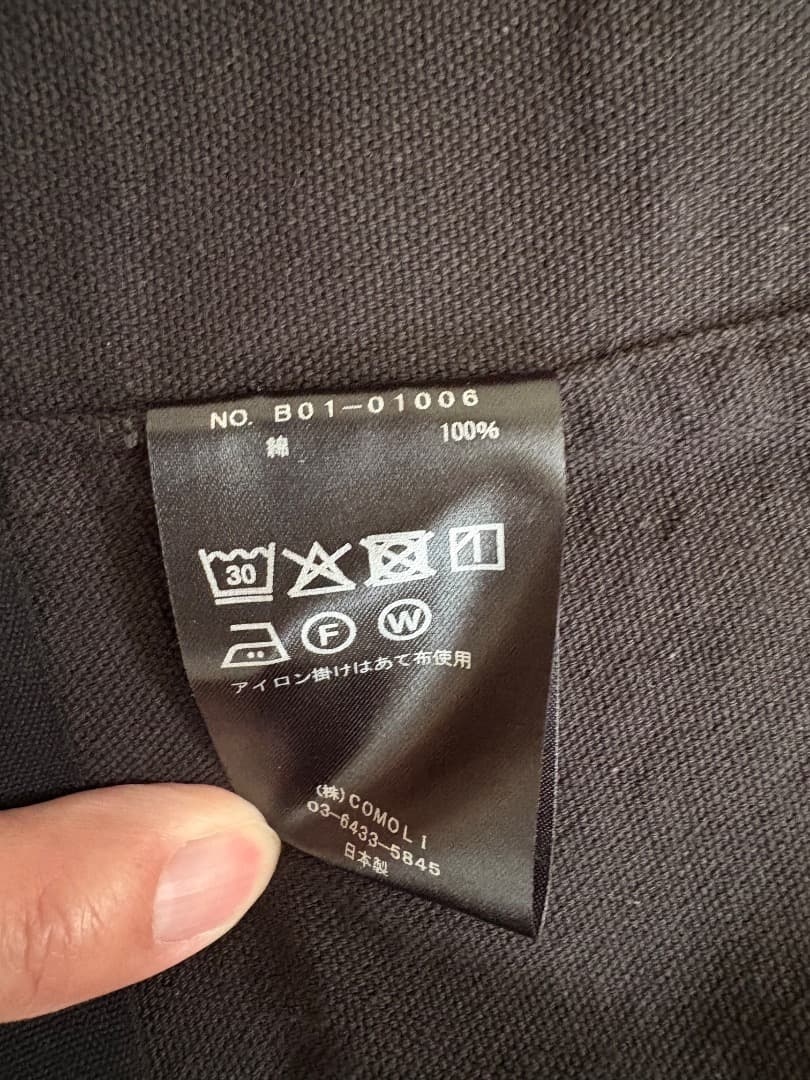 NO. B01-01006
綿 100%
30
F W
アイロン掛けはあて布使用
(株)COMOLI
03-6433-5845
日本製